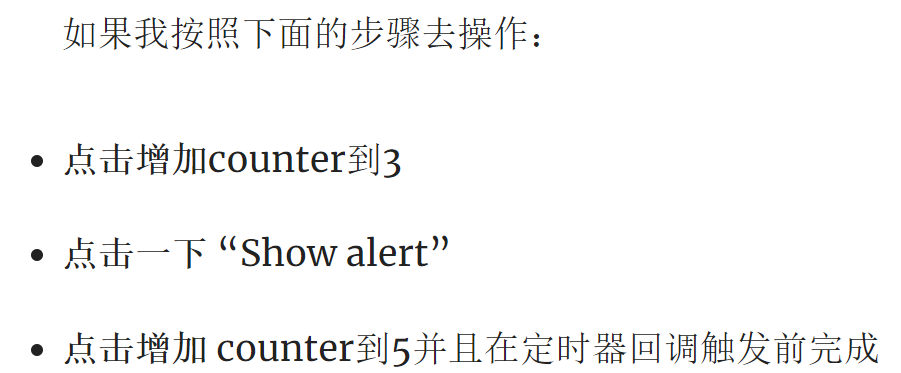 如果我按照下面的步骤去操作：
点击增加counter到3
点击一下 “Show alert”
点击增加 counter到5并且在定时器回调触发前完成